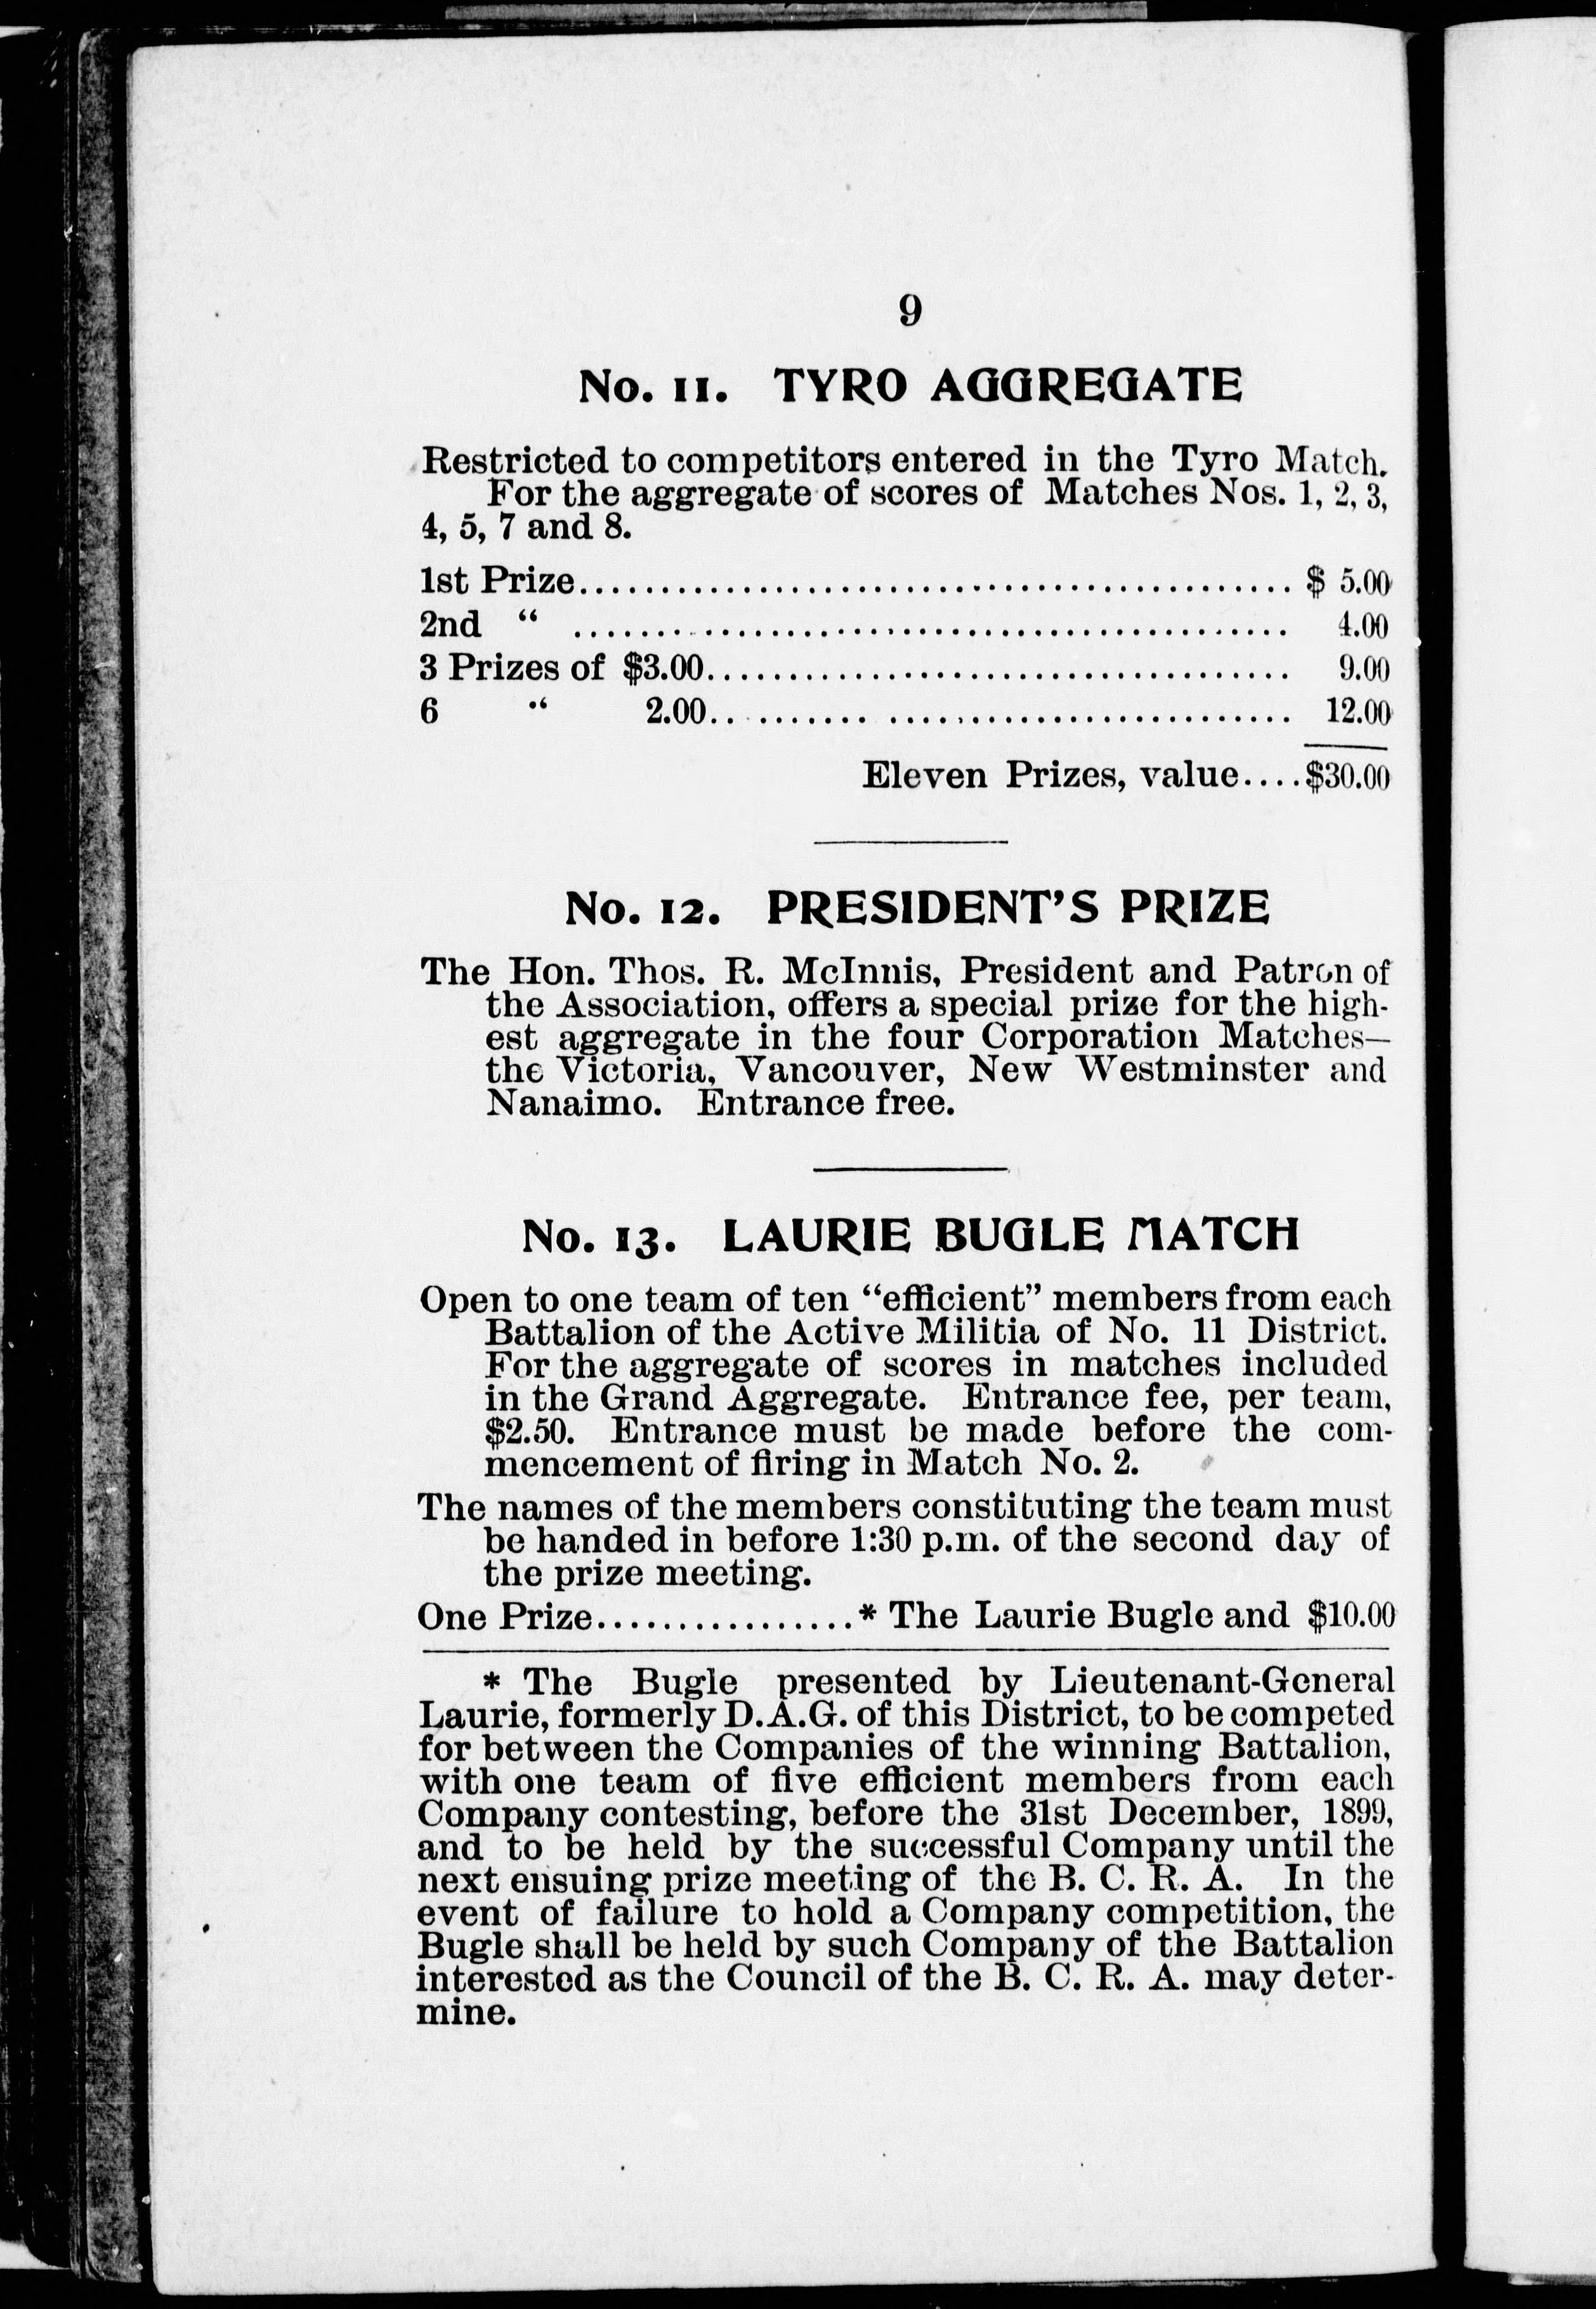 9
No. 11. TYRO AGGREGATE
Restricted to competitors entered in the Tyro Match.
For the aggregate of scores of Matches Nos. 1, 2, 3,
4, 5, 7 and 8.
1st Prize............................................ $ 5.00
2nd “ ............................................ 4.00
3 Prizes of $3.00.................................... 9.00
6 “ 2.00.................................... 12.00
Eleven Prizes, value....$30.00
No. 12. PRESIDENT’S PRIZE
The Hon. Thos. R. McInnis, President and Patron of
the Association, offers a special prize for the high-
est aggregate in the four Corporation Matches—
the Victoria, Vancouver, New Westminster and
Nanaimo. Entrance free.
No. 13. LAURIE BUGLE MATCH
Open to one team of ten “efficient” members from each
Battalion of the Active Militia of No. 11 District.
For the aggregate of scores in matches included
in the Grand Aggregate. Entrance fee, per team,
$2.50. Entrance must be made before the com-
mencement of firing in Match No. 2.
The names of the members constituting the team must
be handed in before 1:30 p.m. of the second day of
the prize meeting.
One Prize................* The Laurie Bugle and $10.00
* The Bugle presented by Lieutenant-General
Laurie, formerly D.A.G. of this District, to be competed
for between the Companies of the winning Battalion,
with one team of five efficient members from each
Company contesting, before the 31st December, 1899,
and to be held by the successful Company until the
next ensuing prize meeting of the B. C. R. A. In the
event of failure to hold a Company competition, the
Bugle shall be held by such Company of the Battalion
interested as the Council of the B. C. R. A. may deter-
mine.